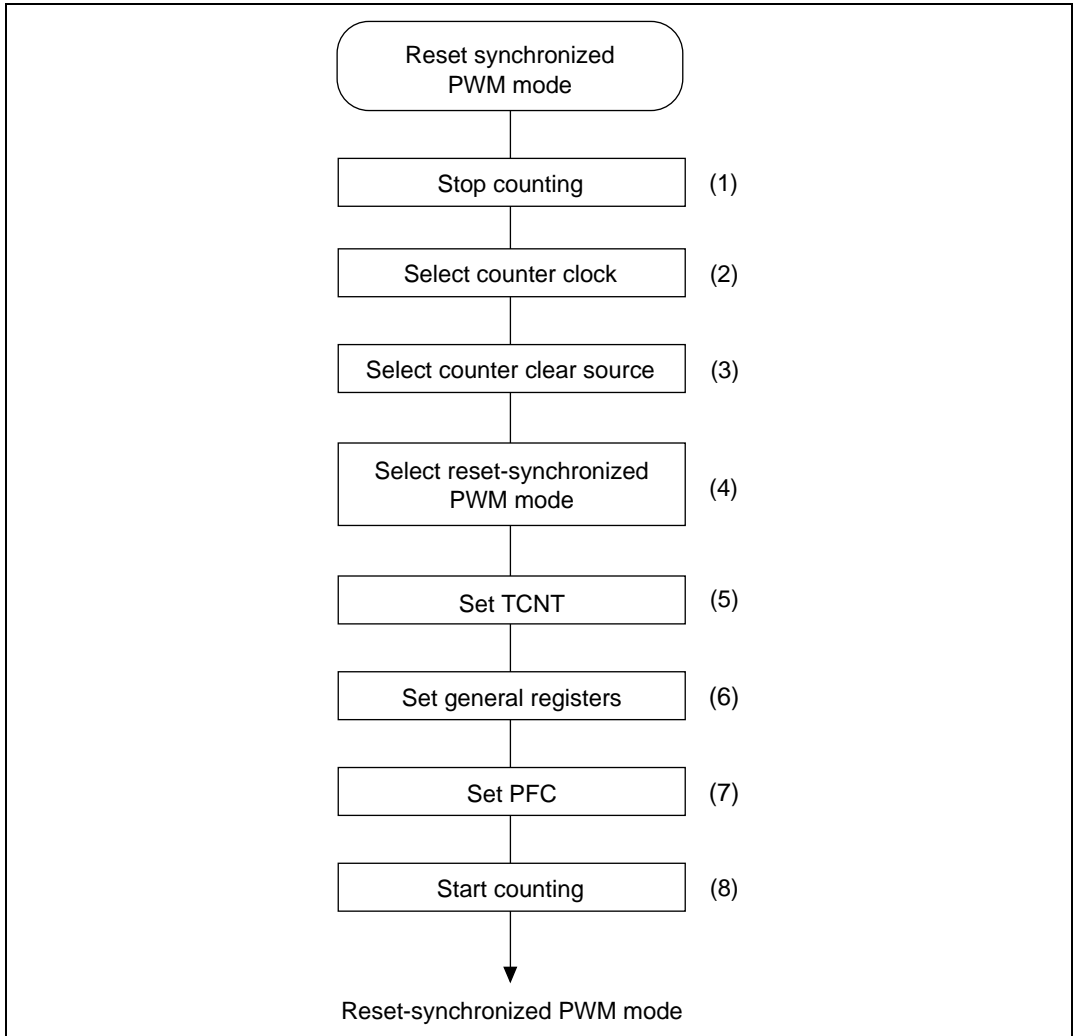 Reset synchronized
PWM mode
Stop counting (1)
Select counter clock (2)
Select counter clear source (3)
Select reset-synchronized
PWM mode (4)
Set TCNT (5)
Set general registers (6)
Set PFC (7)
Start counting (8)
Reset-synchronized PWM mode